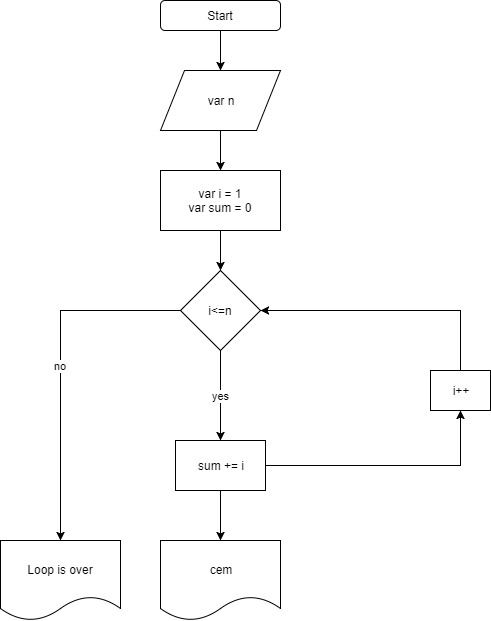 Start
var n
var i = 1
var sum = 0
i<=n
no
yes
i++
sum += i
Loop is over
cem